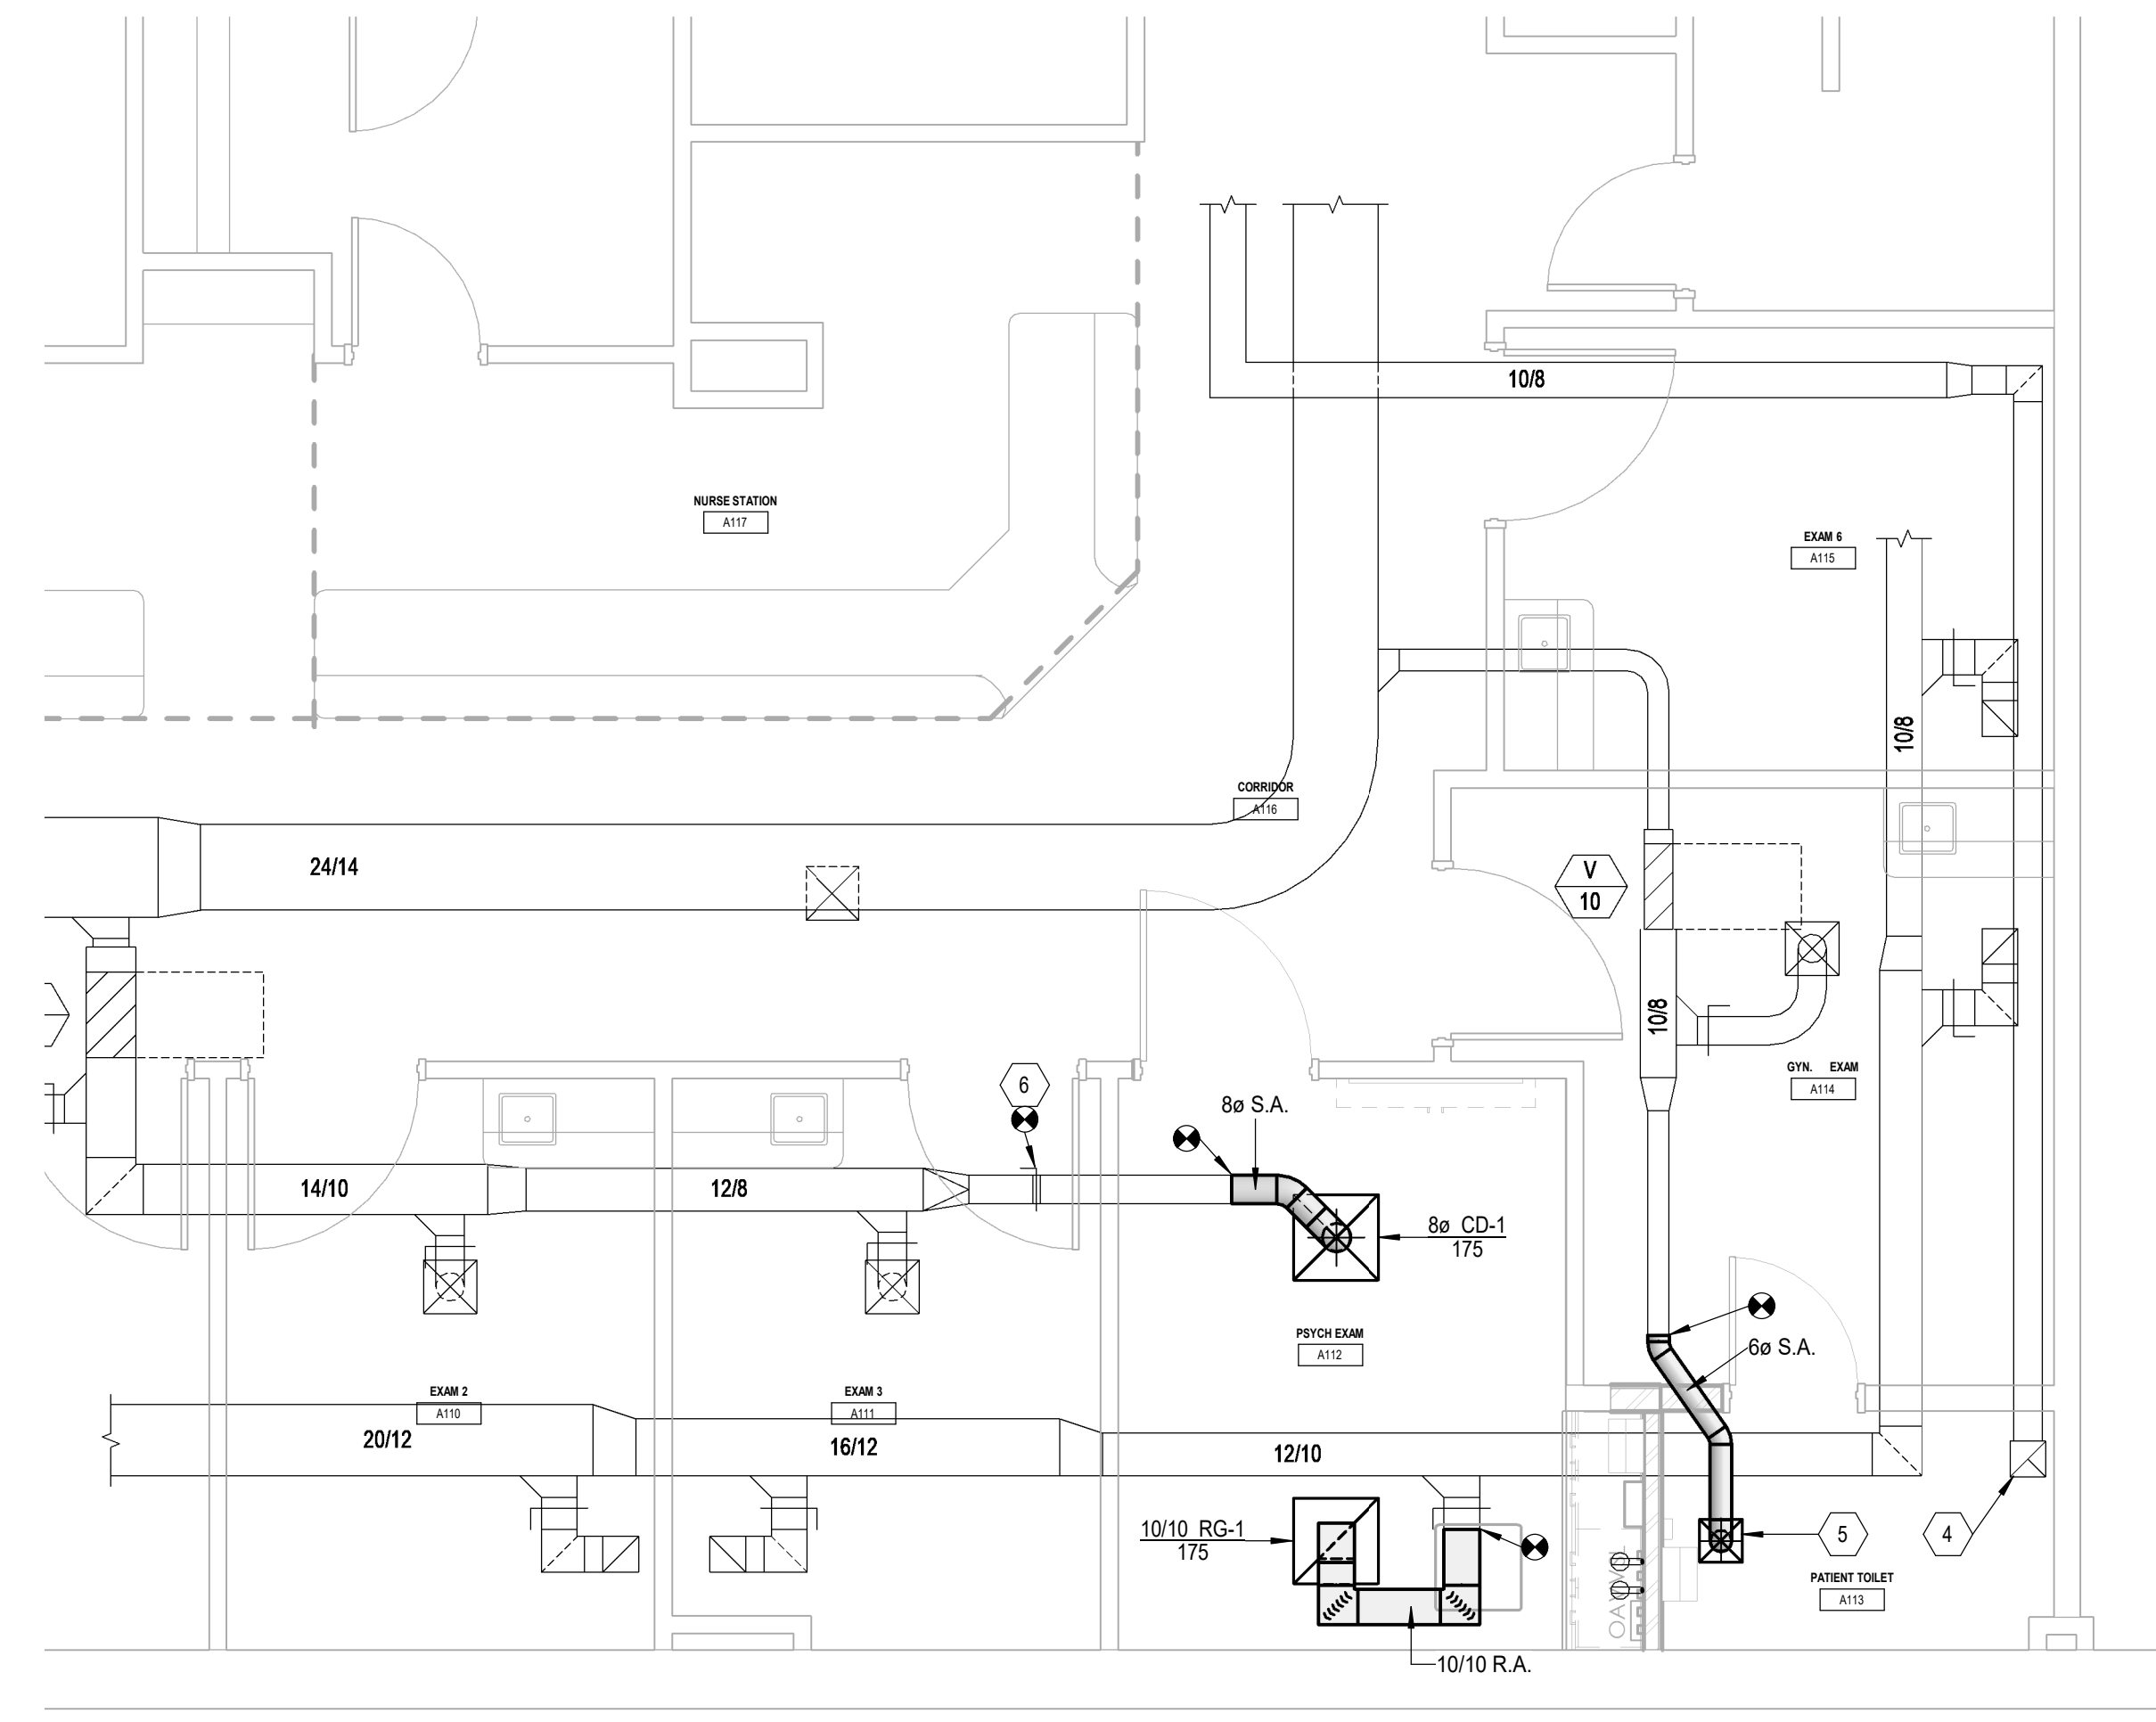 10/8
NURSE STATION
A117
EXAM 6
A115
10/8
CORRIDOR
A116
24/14
V
10
10/8
GYN. EXAM
A114
6
8ø S.A.
14/10
12/8
8ø CD-1
175
PSYCH EXAM
A112
6ø S.A.
EXAM 2
A110
EXAM 3
A111
20/12
16/12
12/10
10/10 RG-1
175
5
4
PATIENT TOILET
A113
10/10 R.A.